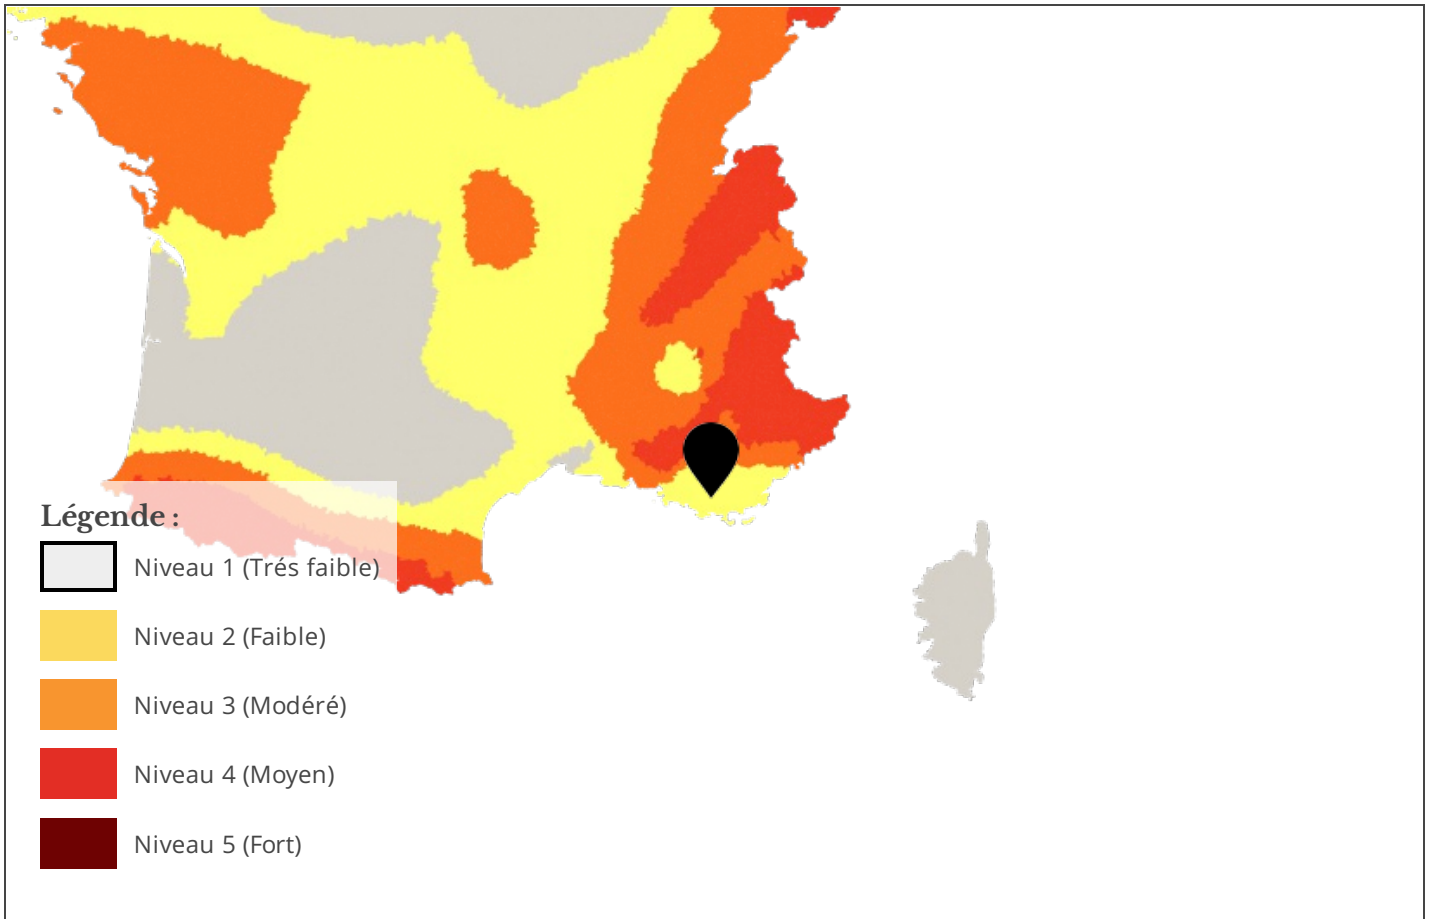 Légende :
Niveau 1 (Trés faible)
Niveau 2 (Faible)
Niveau 3 (Modéré)
Niveau 4 (Moyen)
Niveau 5 (Fort)